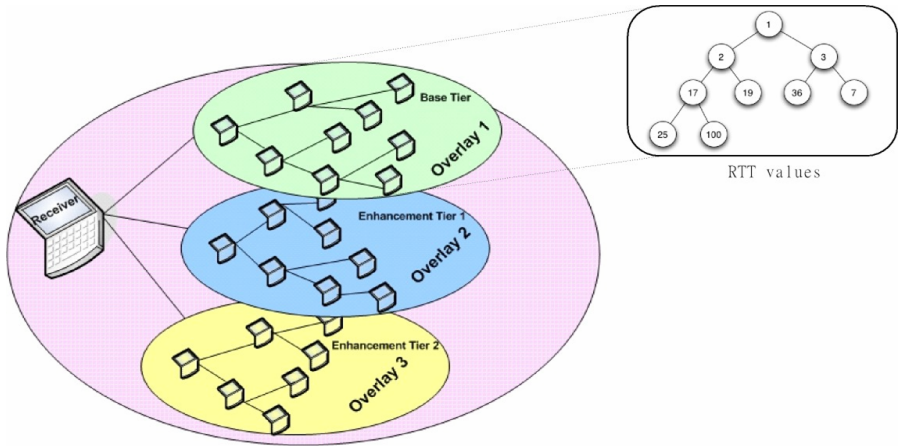 1
2
3
17
19
36
7
25
100
RTT values
Base Tier
Overlay 1
Receiver
Enhancement Tier 1
Overlay 2
Enhancement Tier 2
Overlay 3